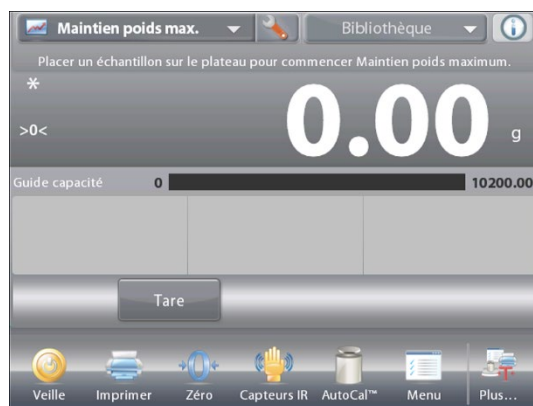 Maintien poids max. Bibliothèque
Placer un échantillon sur le plateau pour commencer Maintien poids maximum.
*
0.00 g
>0<
Guide capacité 0 10200.00
Tare
Veille Imprimer Zéro Capteurs IR AutoCal™ Menu Plus...